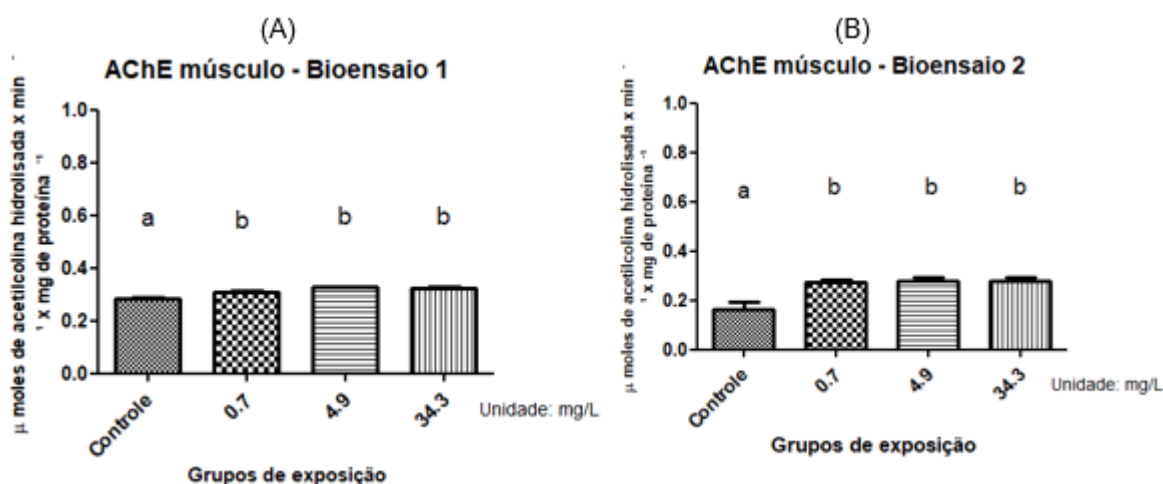 (A)
AChE músculo - Bioensaio 1
μ moles de acetilcolina hidrolisada x min -
¹ x mg de proteína ⁻¹
1.0
0.8
0.6
0.4
0.2
0.0
a
b
b
b
Controle
0.7
4.9
34.3
Unidade: mg/L
Grupos de exposição
(B)
AChE músculo - Bioensaio 2
μ moles de acetilcolina hidrolisada x min -
¹ x mg de proteína ⁻¹
1.0
0.8
0.6
0.4
0.2
0.0
a
b
b
b
Controle
0.7
4.9
34.3
Unidade: mg/L
Grupos de exposição